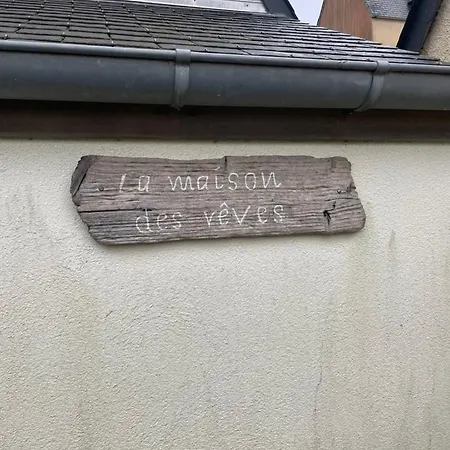 La maison
des rêves